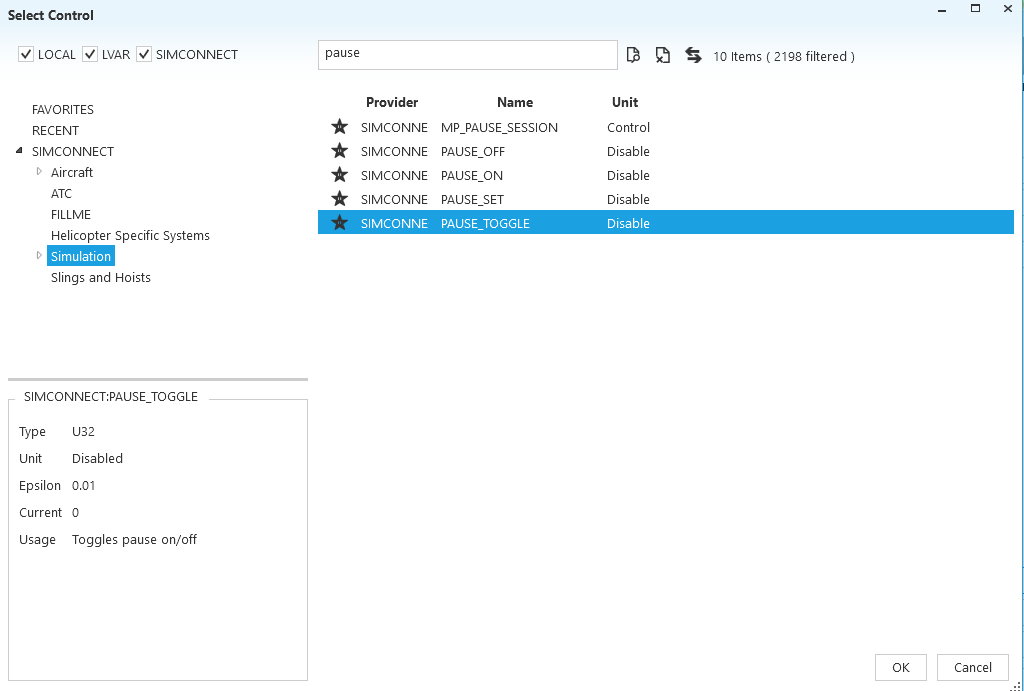 Select Control
LOCAL LVAR SIMCONNECT
pause
10 Items ( 2198 filtered )
FAVORITES
RECENT
SIMCONNECT
Aircraft
ATC
FILLME
Helicopter Specific Systems
Simulation
Slings and Hoists
Provider Name Unit
SIMCONNE MP_PAUSE_SESSION Control
SIMCONNE PAUSE_OFF Disable
SIMCONNE PAUSE_ON Disable
SIMCONNE PAUSE_SET Disable
SIMCONNE PAUSE_TOGGLE Disable
SIMCONNECT:PAUSE_TOGGLE
Type U32
Unit Disabled
Epsilon 0.01
Current 0
Usage Toggles pause on/off
OK Cancel